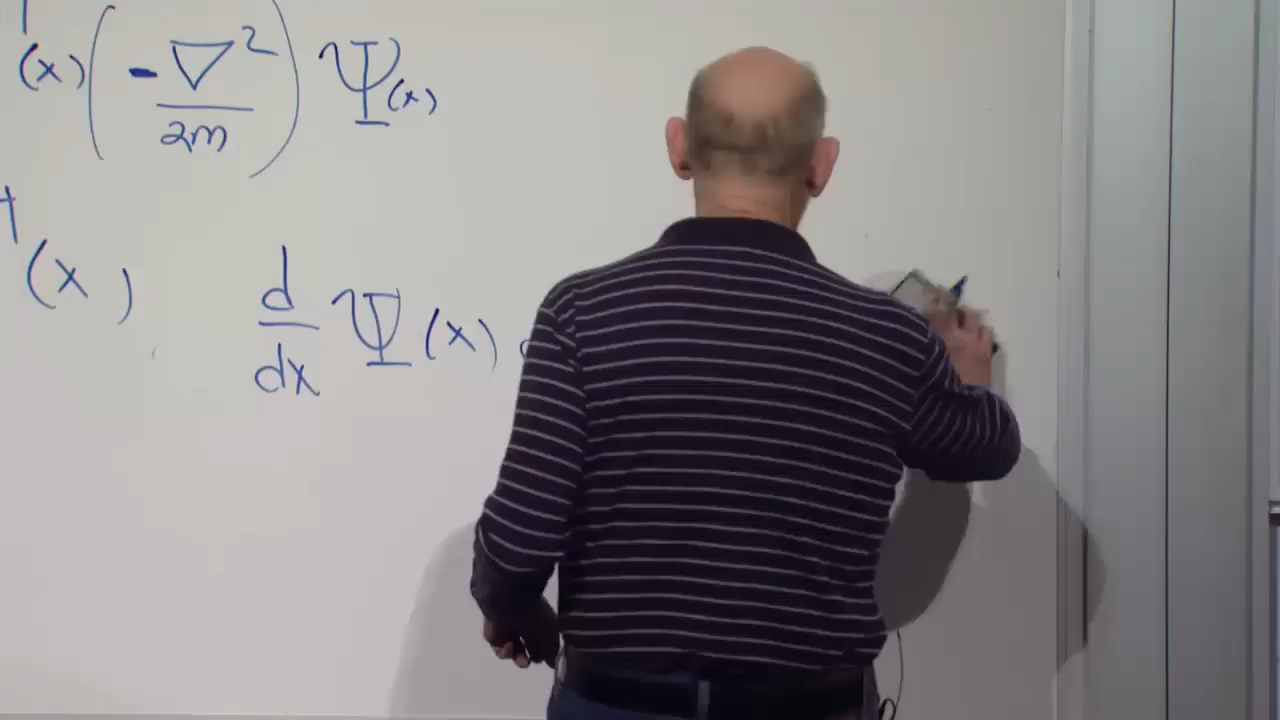 †
(x) ( - ∇² / 2m ) Ψ(x)
† (x) d/dx Ψ(x)